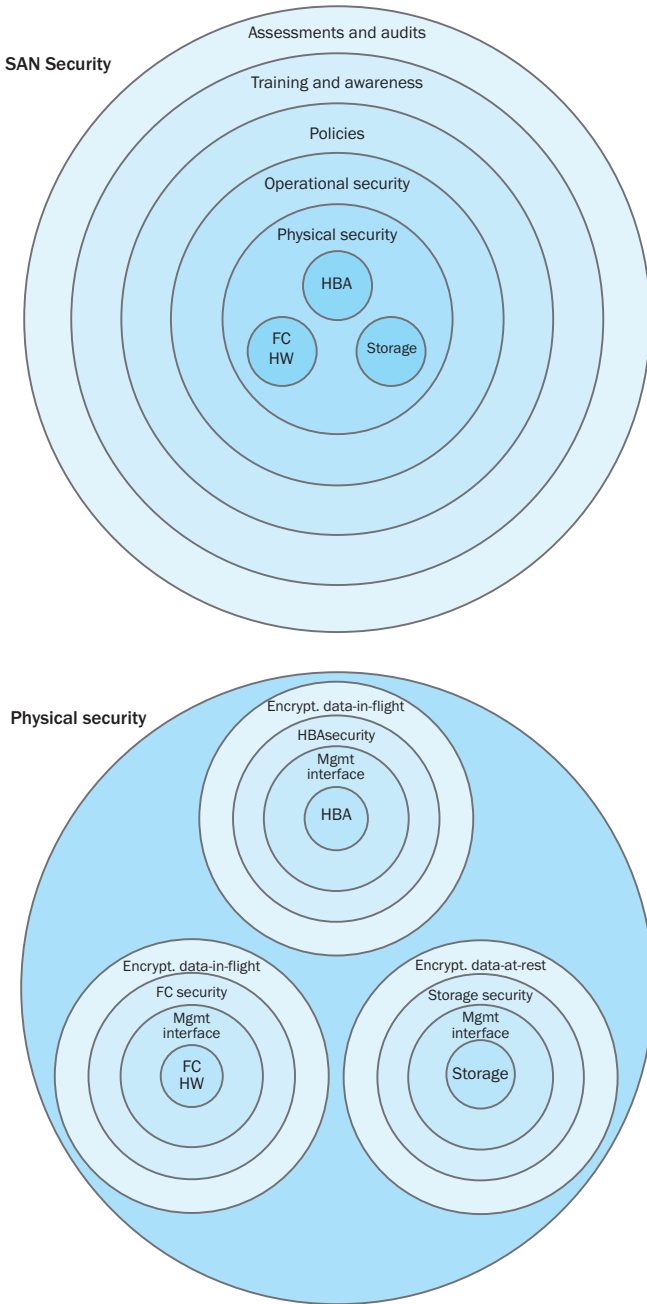 Assessments and audits
SAN Security
Training and awareness
Policies
Operational security
Physical security
HBA
FC
HW
Storage
Physical security
Encrypt. data-in-flight
HBAsecurity
Mgmt
interface
HBA
Encrypt. data-in-flight
FC security
Mgmt
interface
FC
HW
Encrypt. data-at-rest
Storage security
Mgmt
interface
Storage